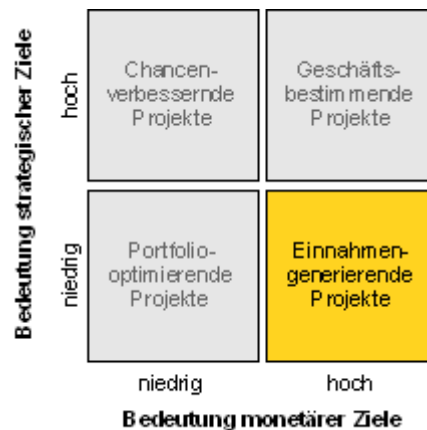 Bedeutung strategischer Ziele
hoch
Chancen-
verbessernde
Projekte
Geschäfts-
bestimmende
Projekte
niedrig
Portfolio-
optimierende
Projekte
Einnahmen-
generierende
Projekte
niedrig
hoch
Bedeutung monetärer Ziele